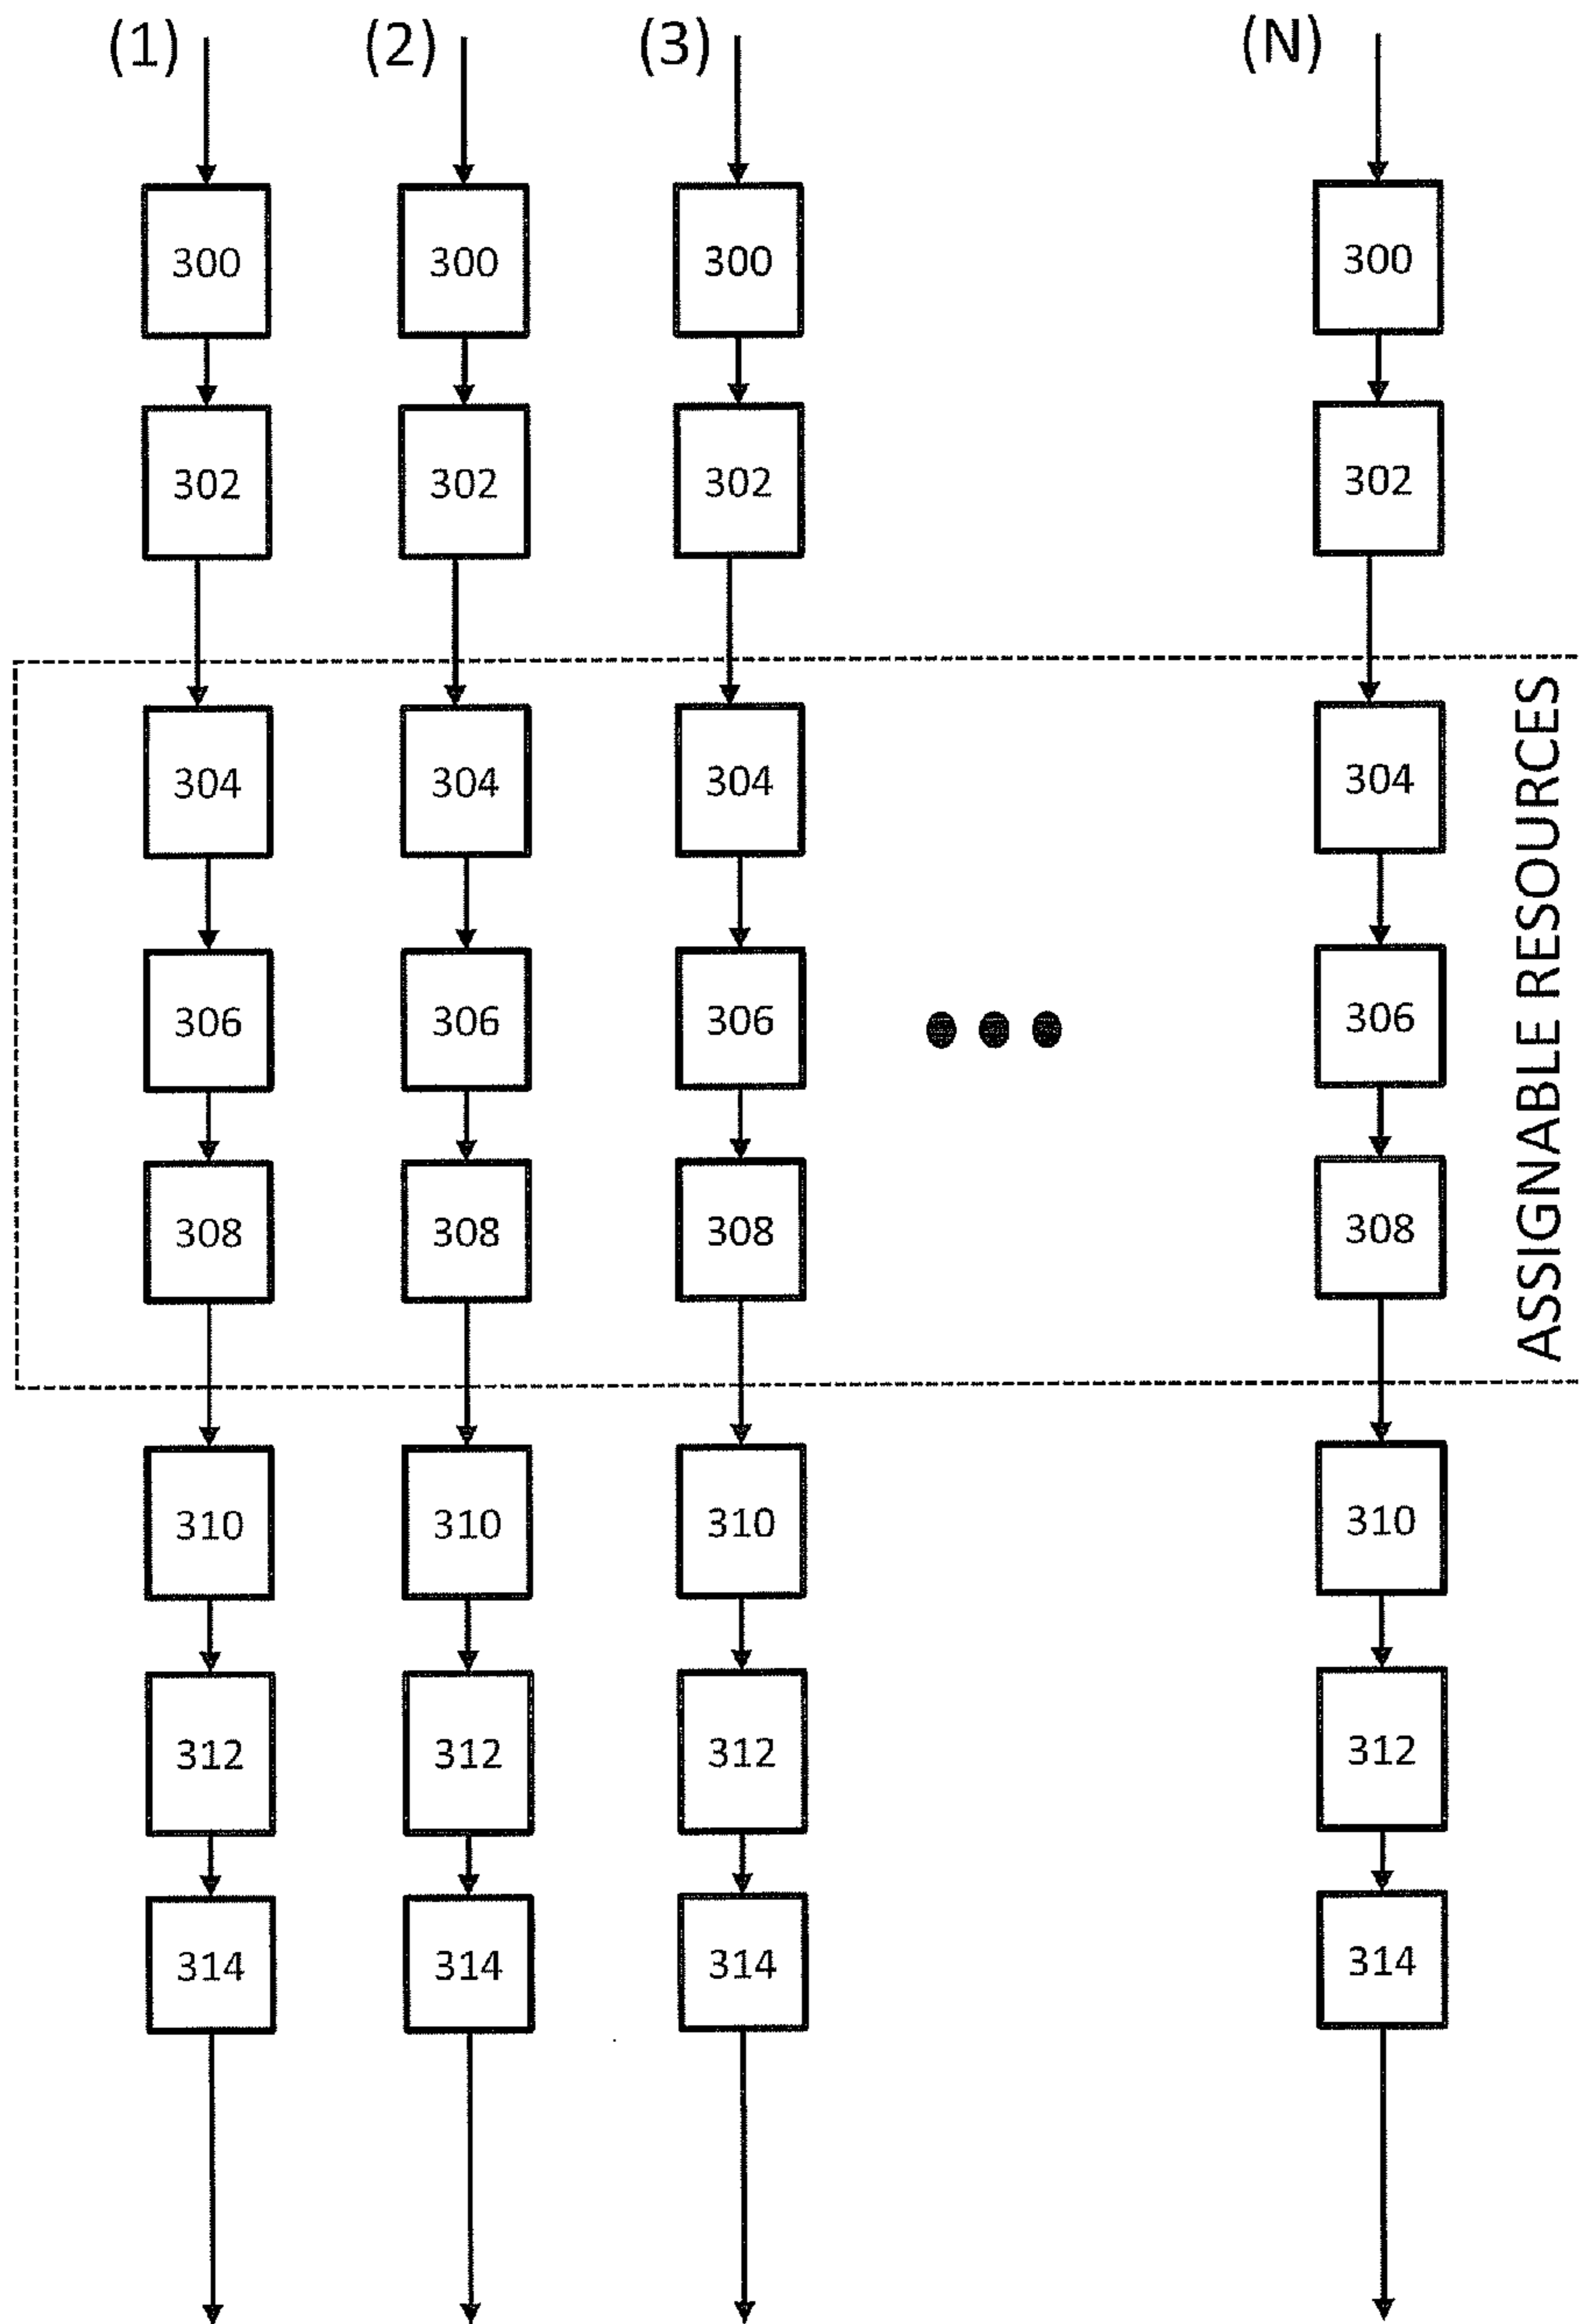 (1) (2) (3) (N)
300 300 300 300
302 302 302 302
304 304 304 304
306 306 306 306
308 308 308 308
ASSIGNABLE RESOURCES
310 310 310 310
312 312 312 312
314 314 314 314